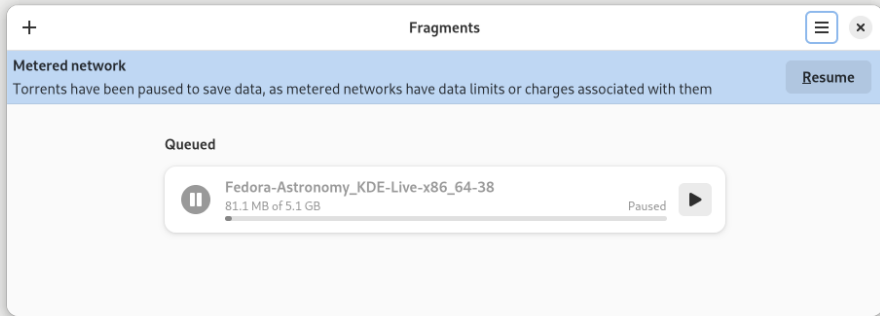 Fragments
Metered network
Torrents have been paused to save data, as metered networks have data limits or charges associated with them
Resume
Queued
Fedora-Astronomy_KDE-Live-x86_64-38
81.1 MB of 5.1 GB
Paused